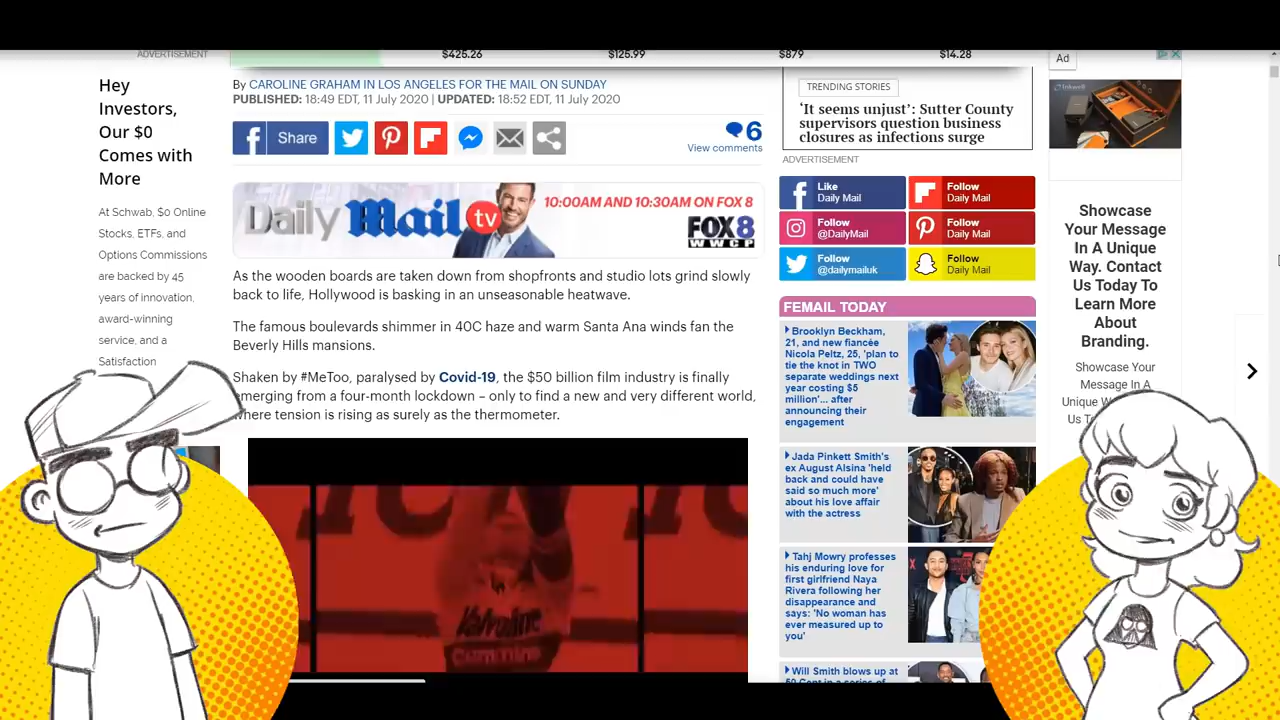 ADVERTISEMENT
$425.26
$125.99
$879
$14.28
Hey
Investors,
Our $0
Comes with
More
At Schwab, $0 Online
Stocks, ETFs, and
Options Commissions
are backed by 45
years of innovation,
award-winning
service, and a
Satisfaction
By CAROLINE GRAHAM IN LOS ANGELES FOR THE MAIL ON SUNDAY
PUBLISHED: 18:49 EDT, 11 July 2020 | UPDATED: 18:52 EDT, 11 July 2020
Share
6
View comments
Daily Mail tv
10:00AM AND 10:30AM ON FOX 8
FOX8
WWCP
As the wooden boards are taken down from shopfronts and studio lots grind slowly
back to life, Hollywood is basking in an unseasonable heatwave.
The famous boulevards shimmer in 40C haze and warm Santa Ana winds fan the
Beverly Hills mansions.
Shaken by #MeToo, paralysed by Covid-19, the $50 billion film industry is finally
emerging from a four-month lockdown – only to find a new and very different world,
where tension is rising as surely as the thermometer.
Valvoline
Cummins
TRENDING STORIES
‘It seems unjust’: Sutter County
supervisors question business
closures as infections surge
ADVERTISEMENT
Like
Daily Mail
Follow
Daily Mail
Follow
@DailyMail
Follow
Daily Mail
Follow
@dailymailuk
Follow
Daily Mail
FEMAIL TODAY
Brooklyn Beckham,
21, and new fiancée
Nicola Peltz, 25, 'plan to
tie the knot in TWO
separate weddings next
year costing $5
million'... after
announcing their
engagement
Jada Pinkett Smith's
ex August Alsina 'held
back and could have
said so much more'
about his love affair
with the actress
Tahj Mowry professes
his enduring love for
first girlfriend Naya
Rivera following her
disappearance and
says: 'No woman has
ever measured up to
you'
Will Smith blows up at
50 Cent in a series of
Ad
Showcase
Your Message
In A Unique
Way. Contact
Us Today To
Learn More
About
Branding.
Showcase Your
Message In A
Unique
Us